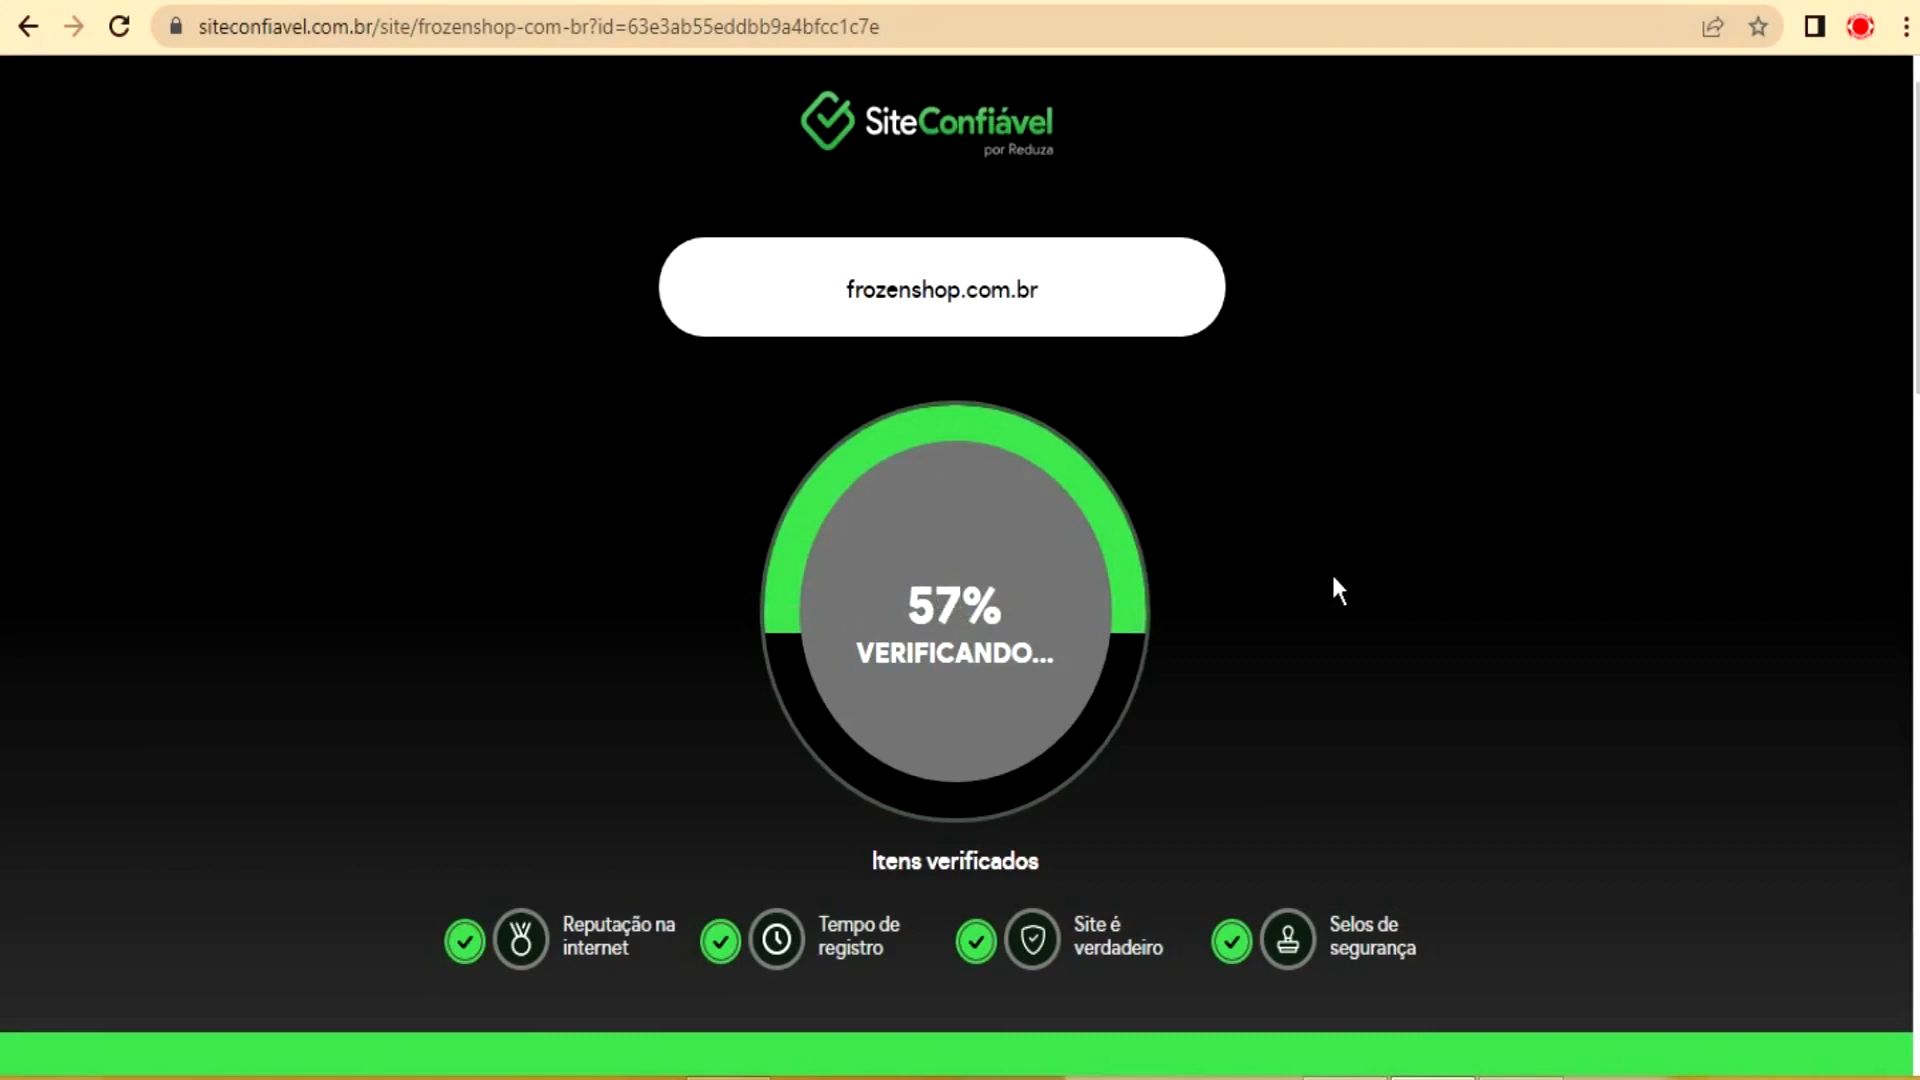 siteconfiavel.com.br/site/frozenshop-com-br?id=63e3ab55eddbb9a4bfcc1c7e
SiteConfiável
por Reduza
frozenshop.com.br
57%
VERIFICANDO...
Itens verificados
Reputação na
internet
Tempo de
registro
Site é
verdadeiro
Selos de
segurança